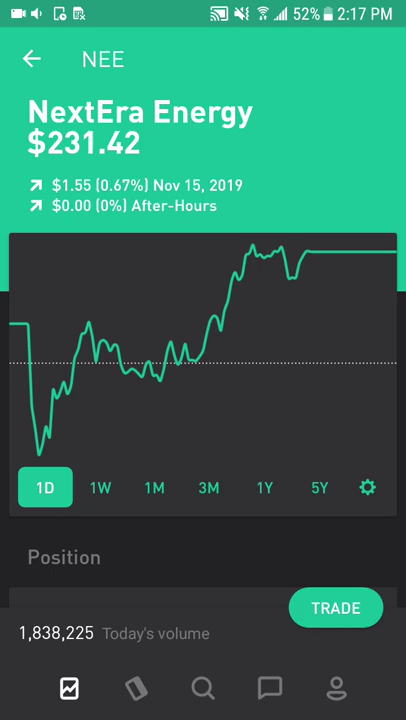 52% 2:17 PM
NEE
NextEra Energy
$231.42
$1.55 (0.67%) Nov 15, 2019
$0.00 (0%) After-Hours
1D 1W 1M 3M 1Y 5Y
Position
TRADE
1,838,225 Today's volume